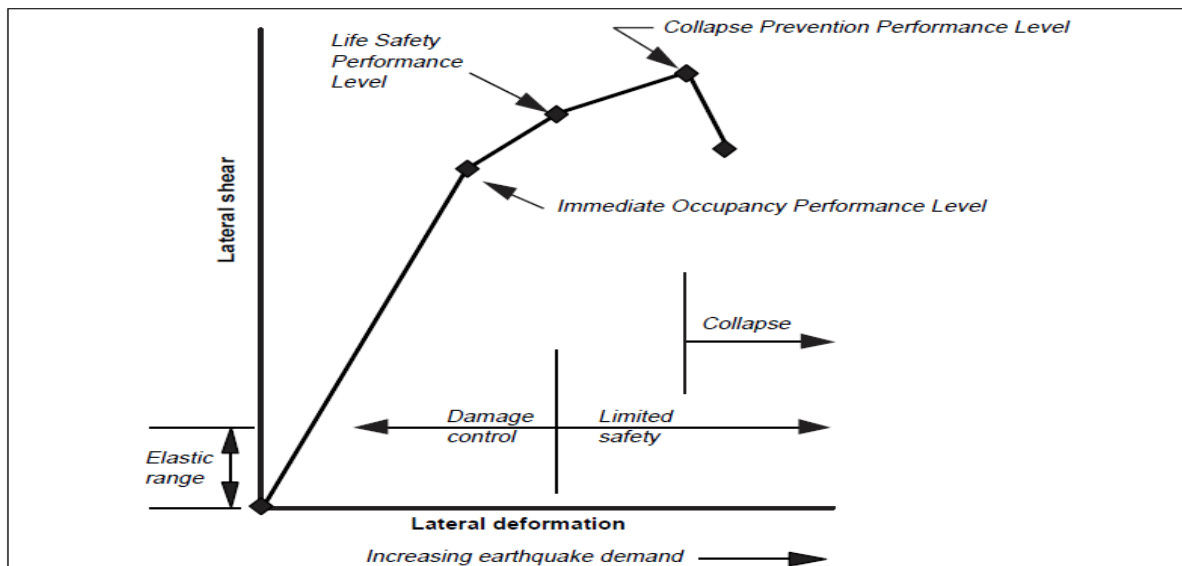 Collapse Prevention Performance Level
Life Safety
Performance
Level
Lateral shear
Immediate Occupancy Performance Level
Collapse
Damage
control
Limited
safety
Elastic
range
Lateral deformation
Increasing earthquake demand